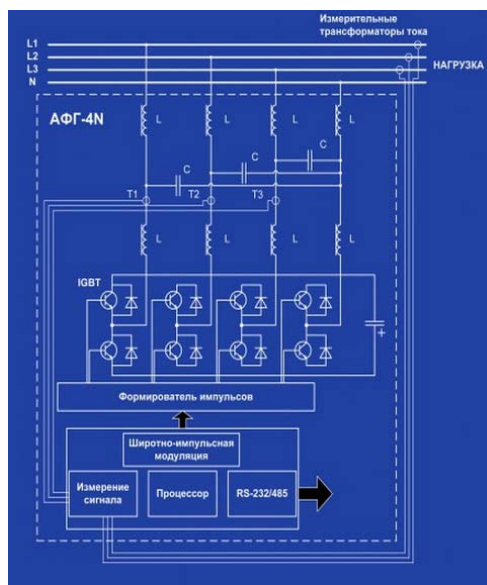 Измерительные
трансформаторы тока
L1
L2
L3
N
НАГРУЗКА
АФГ-4N
L
L
L
L
C
C
C
T1
T2
T3
L
L
L
L
IGBT
+
Формирователь импульсов
Широтно-импульсная
модуляция
Измерение
сигнала
Процессор
RS-232/485